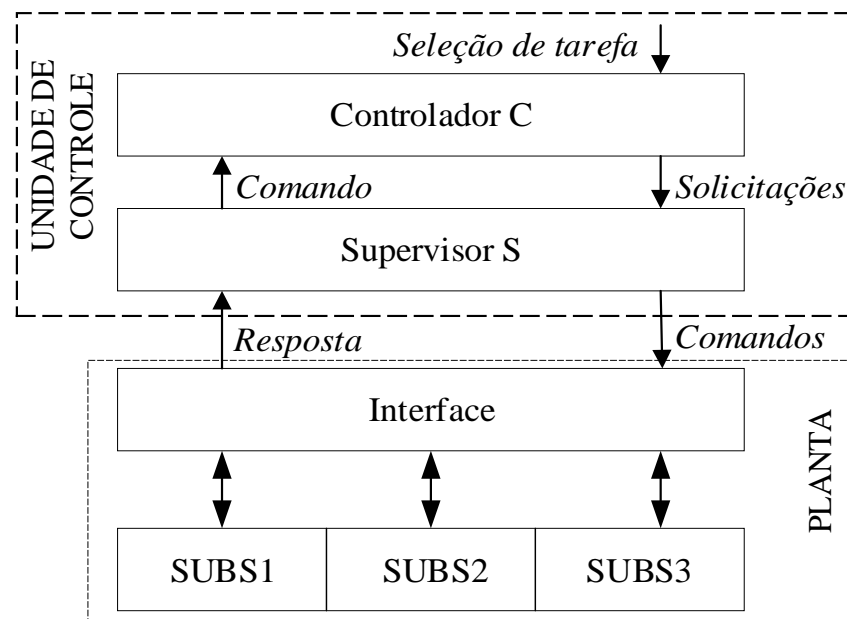 Seleção de tarefa
UNIDADE DE
CONTROLE
Controlador C
Comando
Solicitações
Supervisor S
Resposta
Comandos
Interface
PLANTA
SUBS1
SUBS2
SUBS3